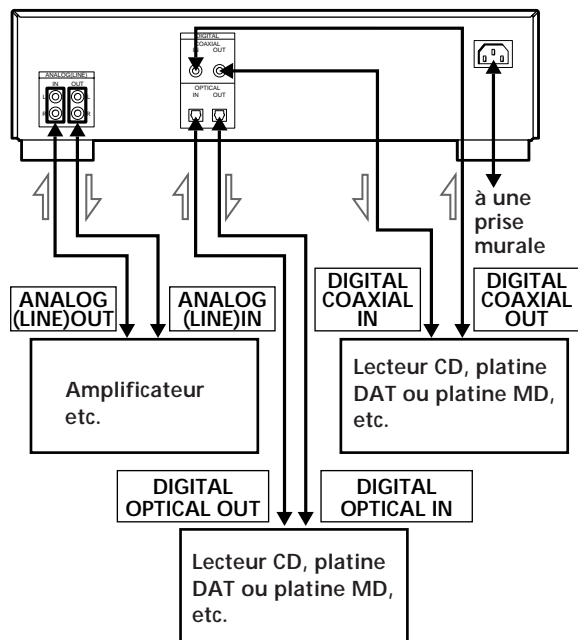 DIGITAL
COAXIAL
IN OUT
ANALOG(LINE)
IN OUT
L L
R R
OPTICAL
IN OUT
à une
prise
murale
ANALOG
(LINE)OUT
ANALOG
(LINE)IN
DIGITAL
COAXIAL
IN
DIGITAL
COAXIAL
OUT
Amplificateur
etc.
Lecteur CD, platine
DAT ou platine MD,
etc.
DIGITAL
OPTICAL OUT
DIGITAL
OPTICAL IN
Lecteur CD, platine
DAT ou platine MD,
etc.